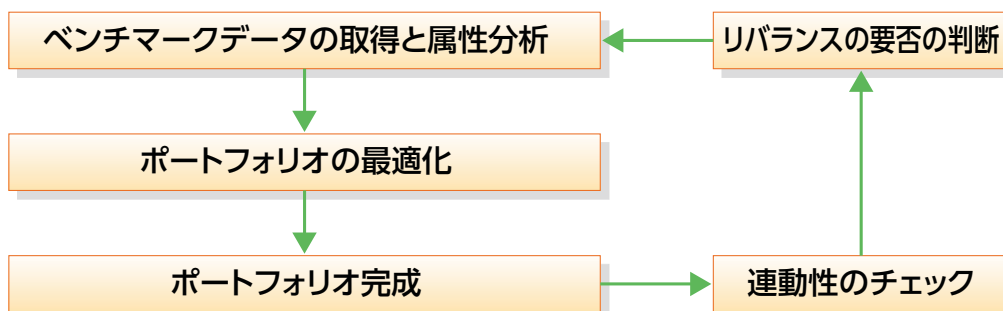 ベンチマークデータの取得と属性分析
リバランスの要否の判断
ポートフォリオの最適化
ポートフォリオ完成
連動性のチェック